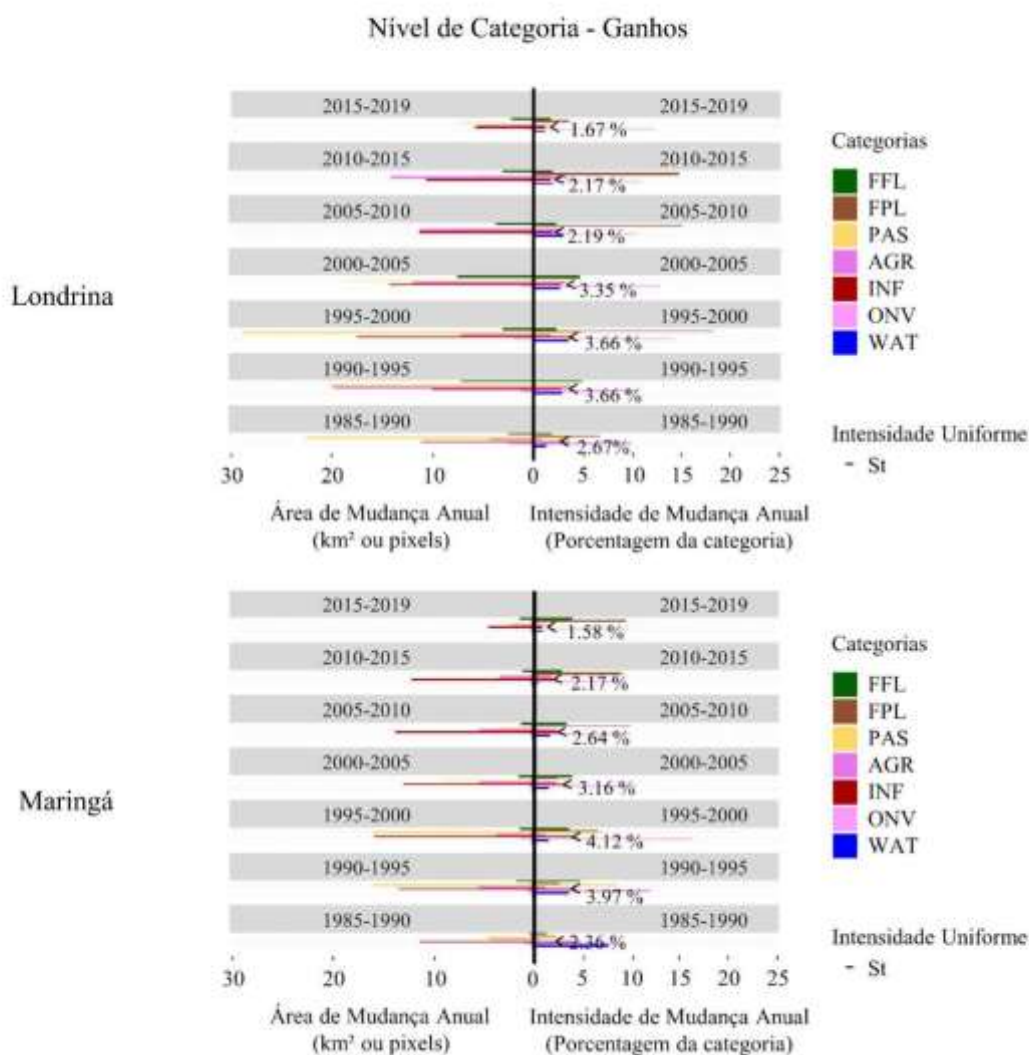 Nível de Categoria - Ganhos
Londrina
2015-2019 2015-2019
1.67 %
2010-2015 2010-2015
2.17 %
2005-2010 2005-2010
2.19 %
2000-2005 2000-2005
3.35 %
1995-2000 1995-2000
3.66 %
1990-1995 1990-1995
3.66 %
1985-1990 1985-1990
2.67%
30 20 10 0 5 10 15 20 25
Área de Mudança Anual Intensidade de Mudança Anual
(km² ou pixels) (Porcentagem da categoria)
Categorias
FFL
FPL
PAS
AGR
INF
ONV
WAT
Intensidade Uniforme
- St
Maringá
2015-2019 2015-2019
1.58 %
2010-2015 2010-2015
2.17 %
2005-2010 2005-2010
2.64 %
2000-2005 2000-2005
3.16 %
1995-2000 1995-2000
4.12 %
1990-1995 1990-1995
3.97 %
1985-1990 1985-1990
2.36 %
30 20 10 0 5 10 15 20 25
Área de Mudança Anual Intensidade de Mudança Anual
(km² ou pixels) (Porcentagem da categoria)
Categorias
FFL
FPL
PAS
AGR
INF
ONV
WAT
Intensidade Uniforme
- St